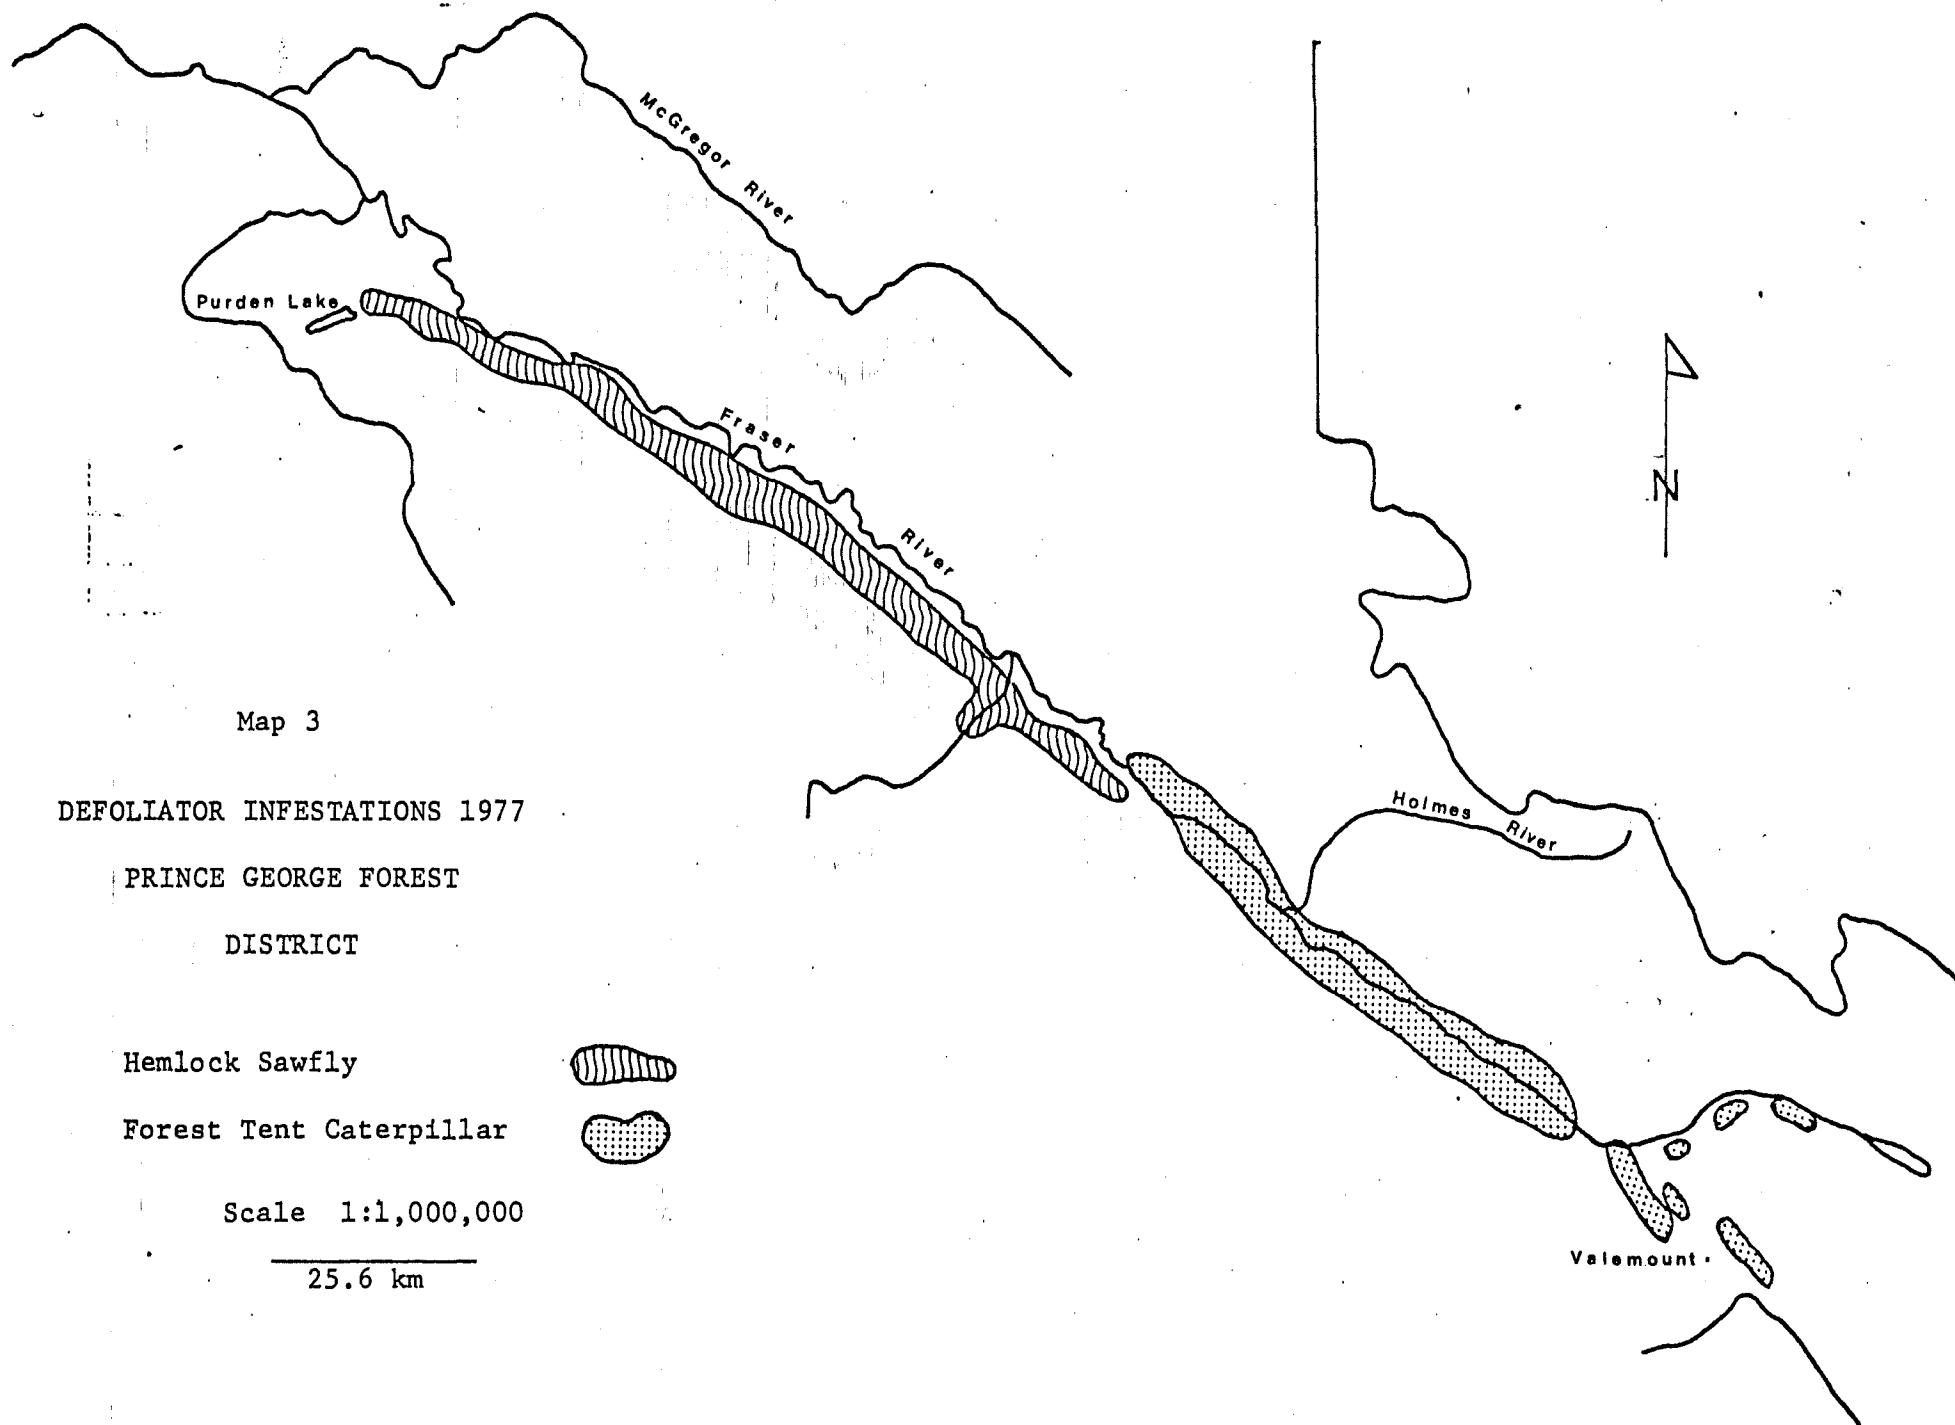 McGregor River
Purden Lake
Fraser River
Map 3
DEFOLIATOR INFESTATIONS 1977
PRINCE GEORGE FOREST
DISTRICT
Holmes River
N
Hemlock Sawfly
Forest Tent Caterpillar
Scale 1:1,000,000
25.6 km
Valemount